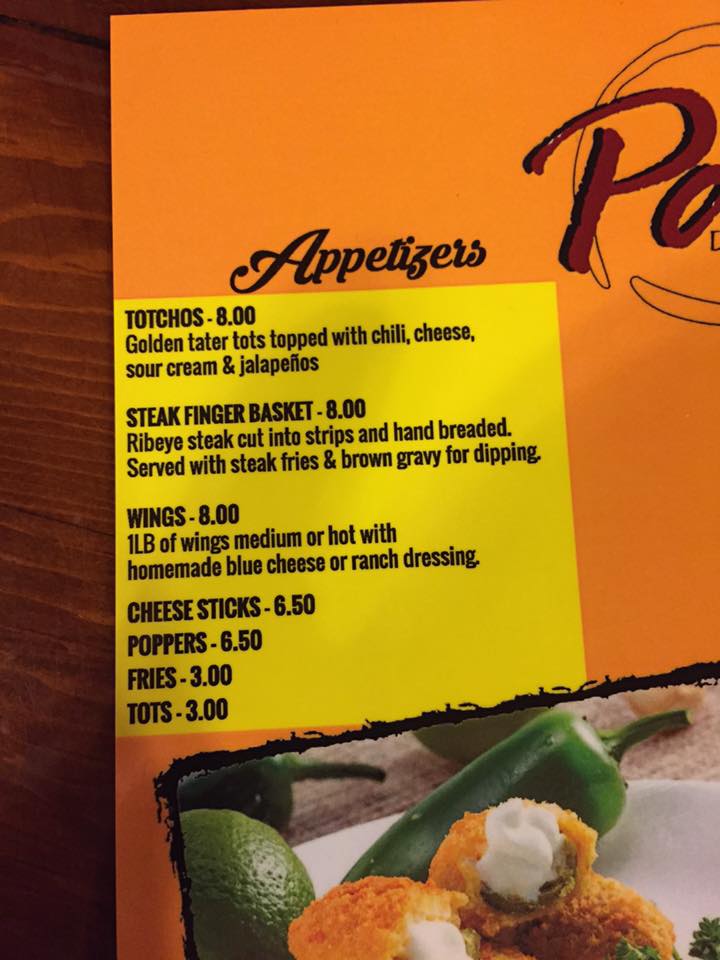 Appetizers
TOTCHOS - 8.00
Golden tater tots topped with chili, cheese,
sour cream & jalapeños
STEAK FINGER BASKET - 8.00
Ribeye steak cut into strips and hand breaded.
Served with steak fries & brown gravy for dipping.
WINGS - 8.00
1LB of wings medium or hot with
homemade blue cheese or ranch dressing.
CHEESE STICKS - 6.50
POPPERS - 6.50
FRIES - 3.00
TOTS - 3.00